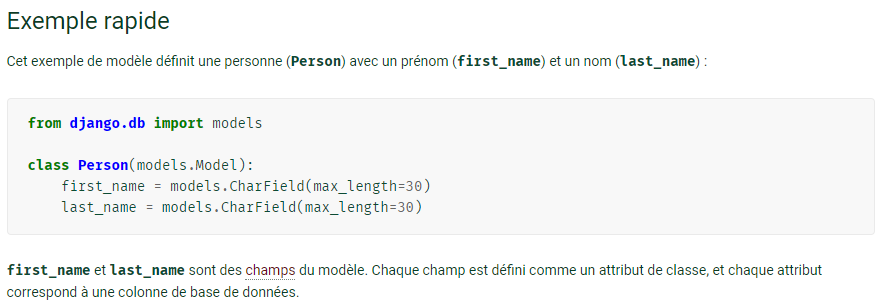 Exemple rapide
Cet exemple de modèle définit une personne (Person) avec un prénom (first_name) et un nom (last_name) :
from django.db import models
class Person(models.Model):
    first_name = models.CharField(max_length=30)
    last_name = models.CharField(max_length=30)
first_name et last_name sont des champs du modèle. Chaque champ est défini comme un attribut de classe, et chaque attribut
correspond à une colonne de base de données.